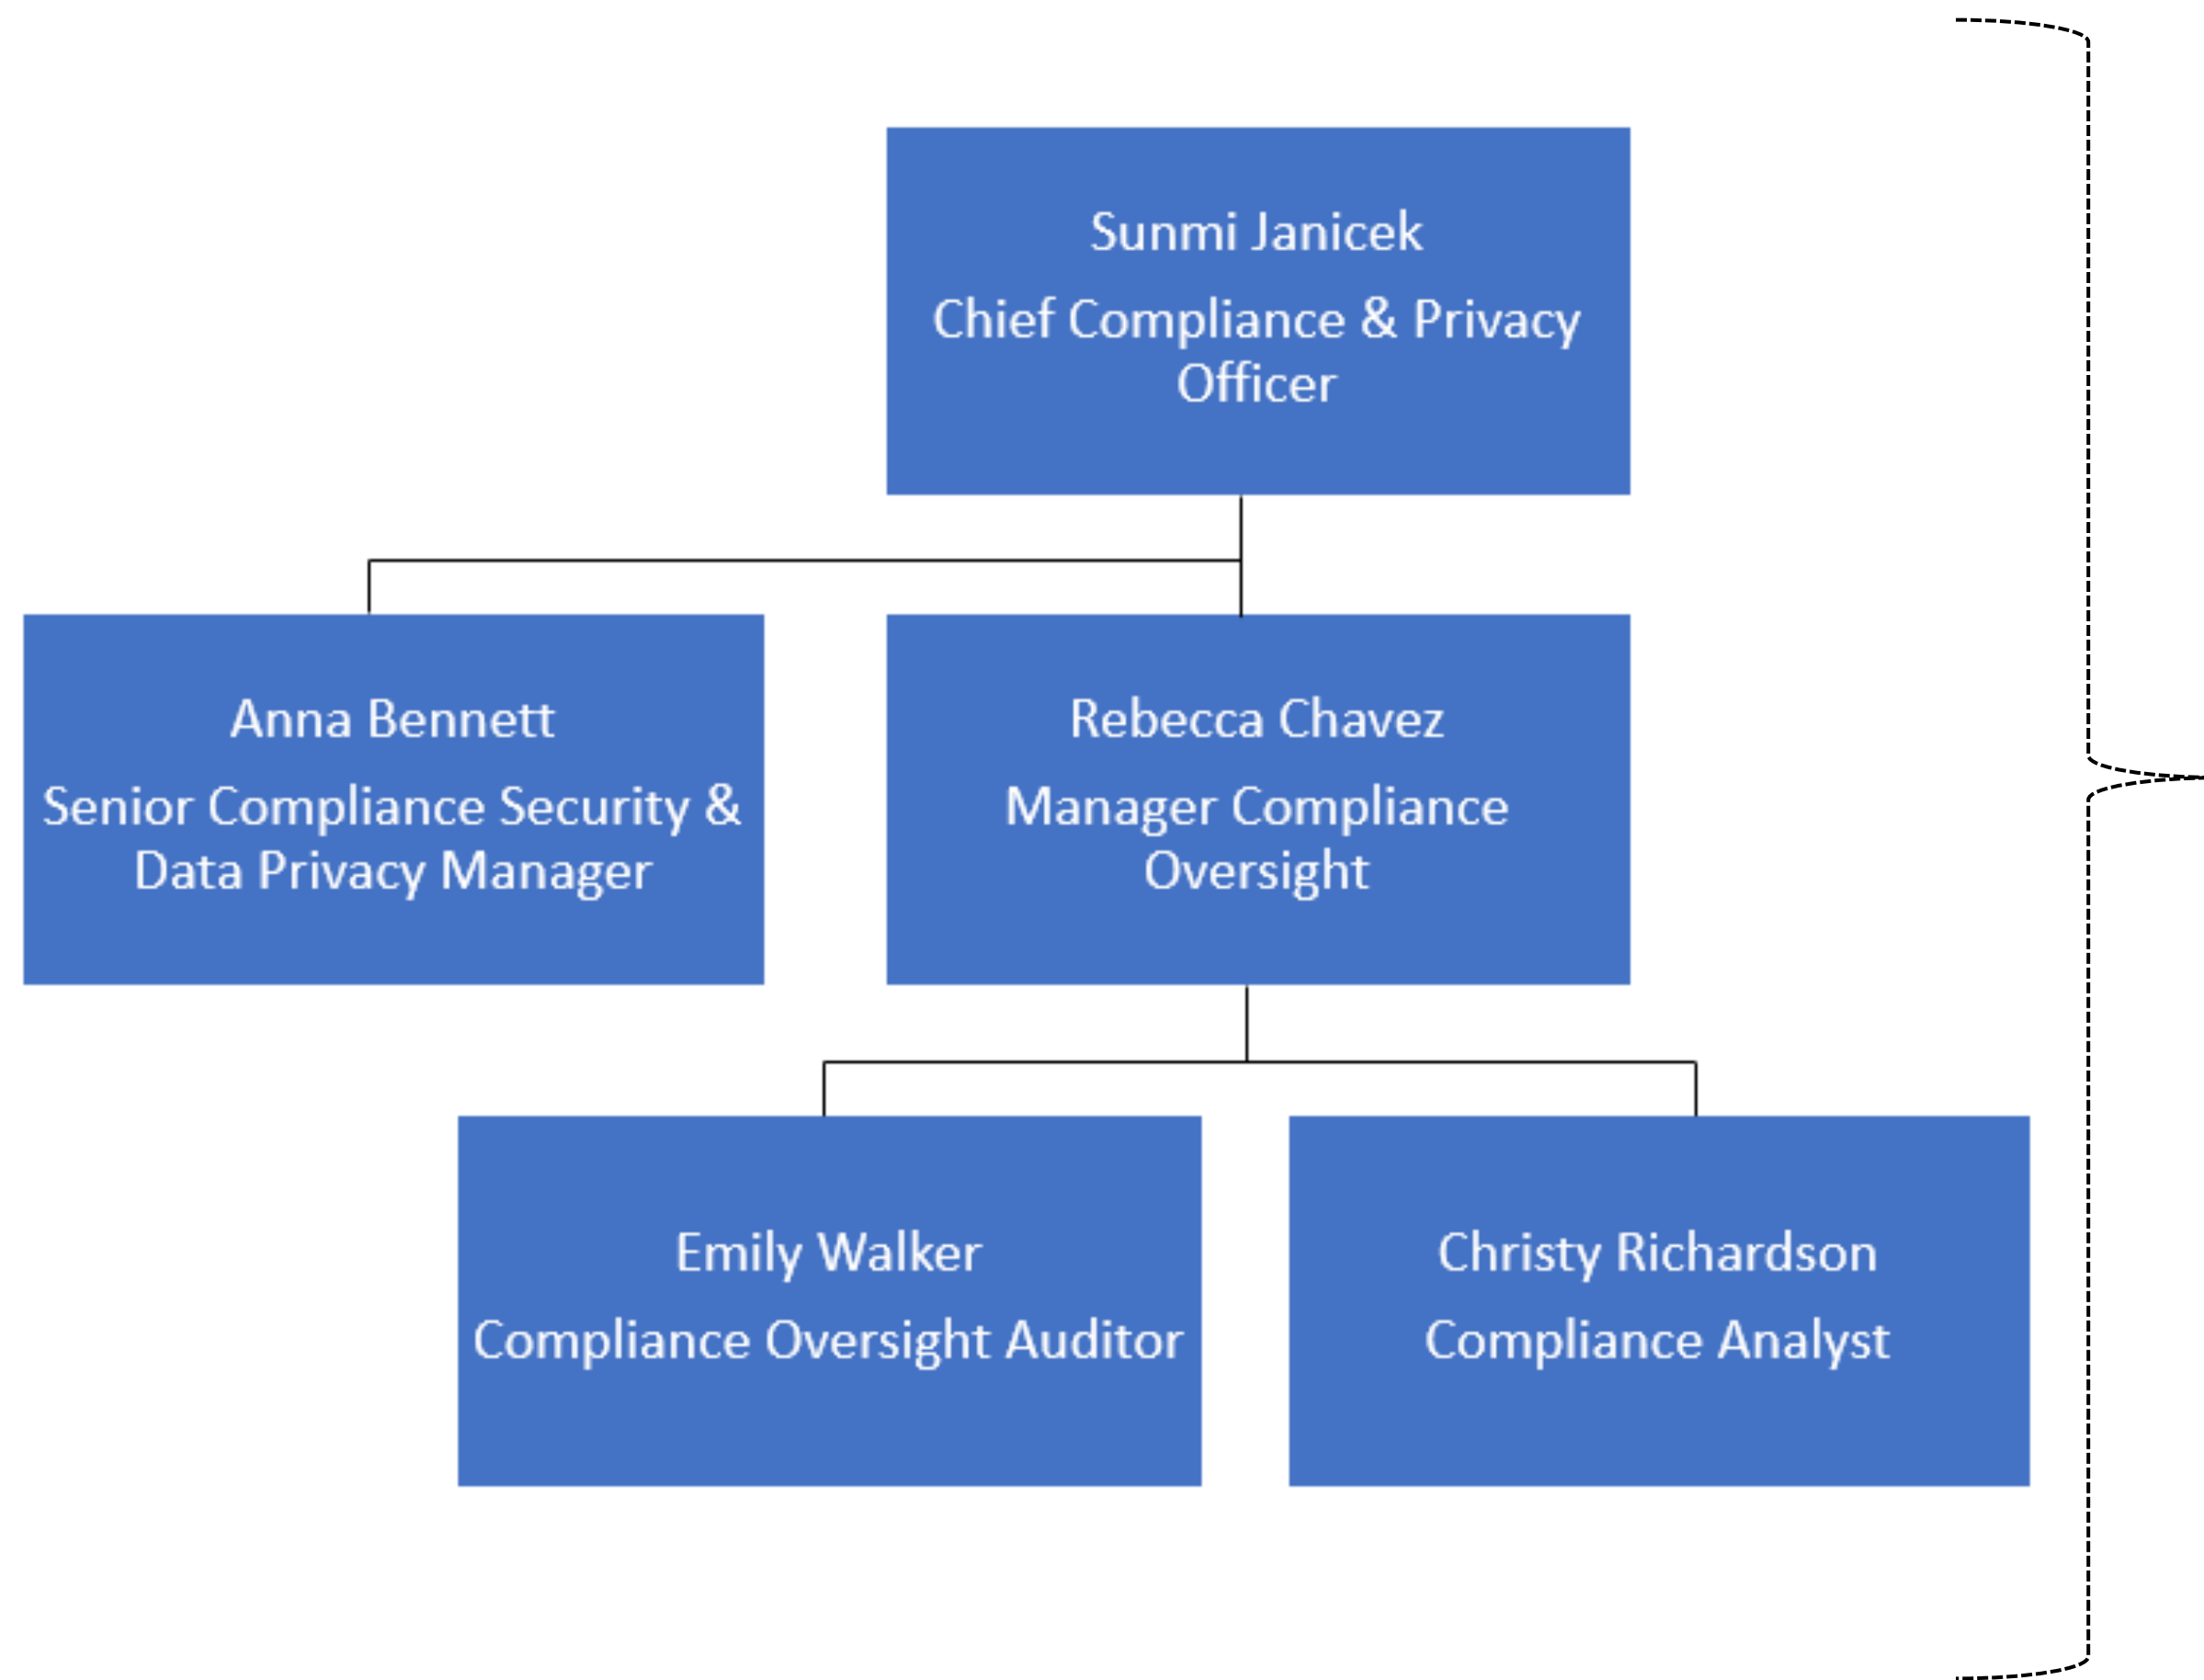 Sunmi Janicek
Chief Compliance & Privacy
Officer
Anna Bennett
Senior Compliance Security &
Data Privacy Manager
Rebecca Chavez
Manager Compliance
Oversight
Emily Walker
Compliance Oversight Auditor
Christy Richardson
Compliance Analyst